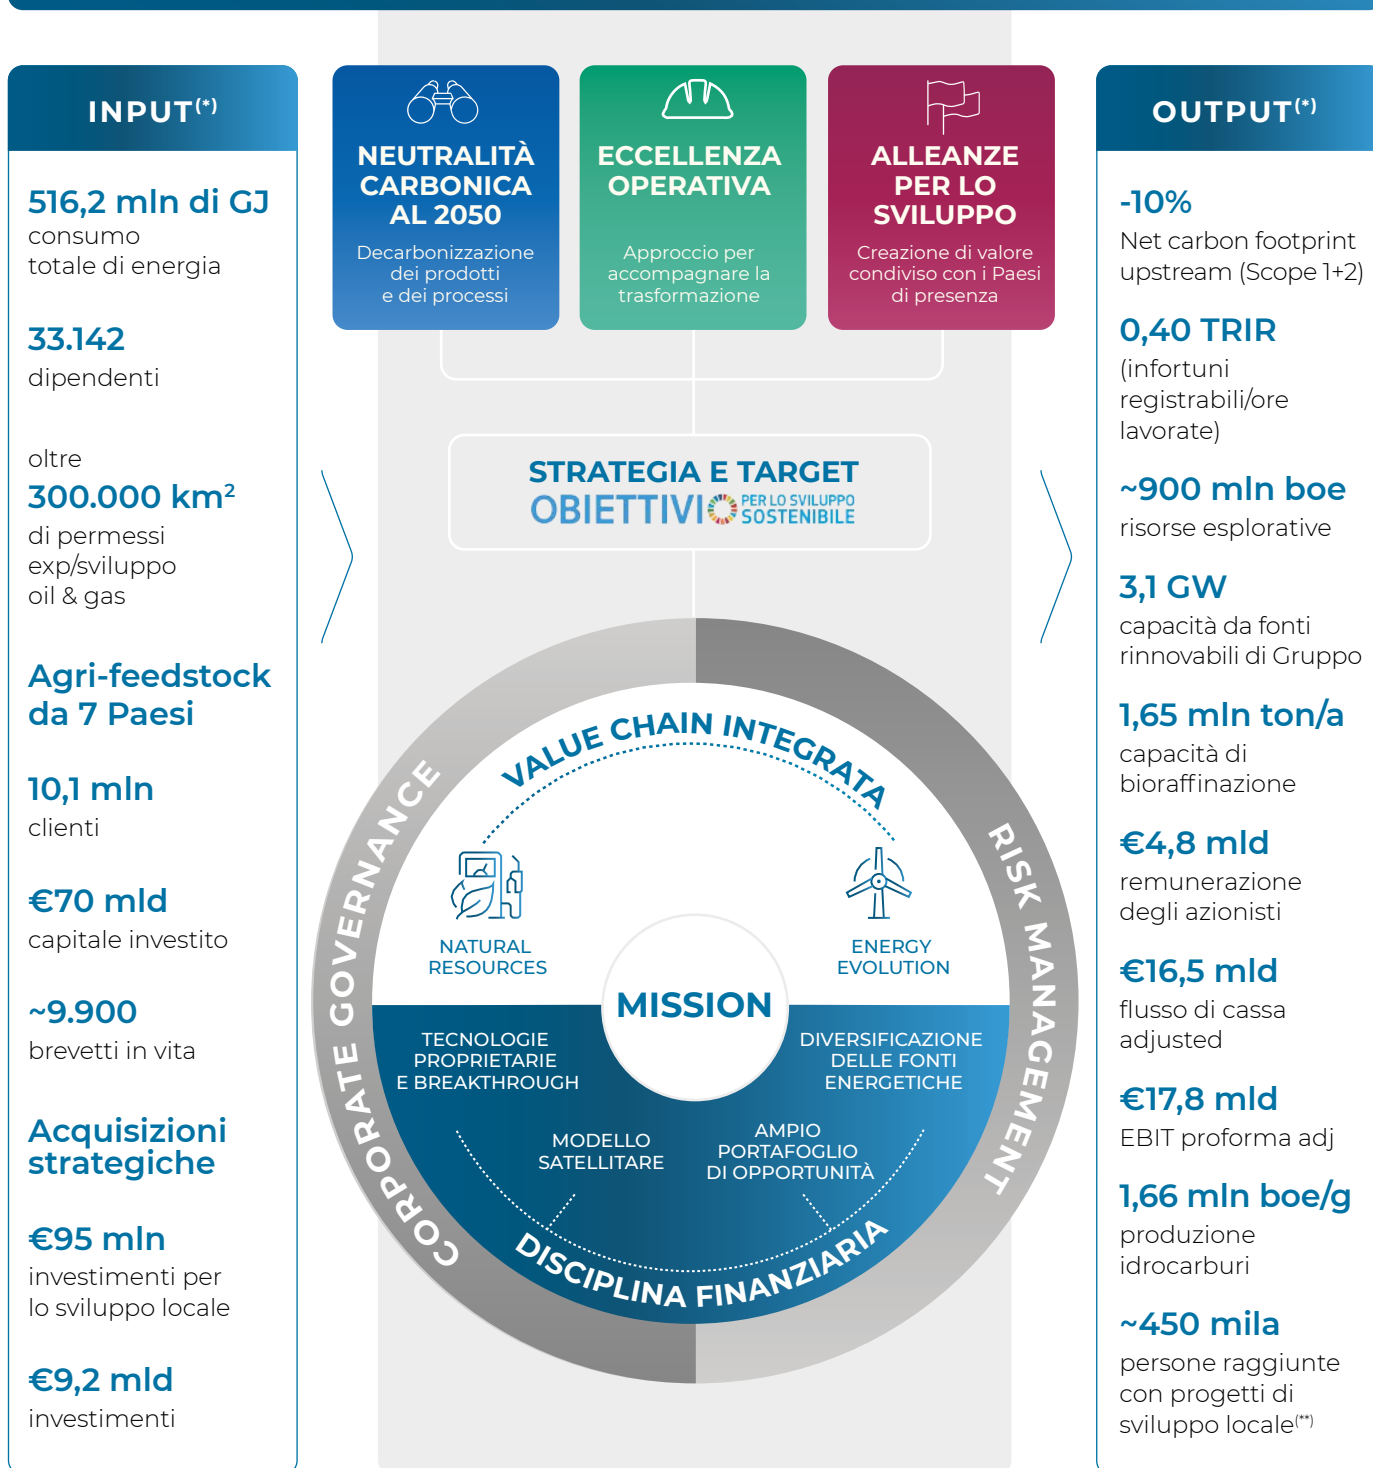 INPUT(*)
516,2 mln di GJ
consumo
totale di energia
33.142
dipendenti
oltre
300.000 km²
di permessi
exp/sviluppo
oil & gas
Agri-feedstock
da 7 Paesi
10,1 mln
clienti
€70 mld
capitale investito
~9.900
brevetti in vita
Acquisizioni
strategiche
€95 mln
investimenti per
lo sviluppo locale
€9,2 mld
investimenti
NEUTRALITÀ
CARBONICA
AL 2050
Decarbonizzazione
dei prodotti
e dei processi
ECCELLENZA
OPERATIVA
Approccio per
accompagnare la
trasformazione
ALLEANZE
PER LO
SVILUPPO
Creazione di valore
condiviso con i Paesi
di presenza
STRATEGIA E TARGET
OBIETTIVI PER LO SVILUPPO
SOSTENIBILE
CORPORATE GOVERNANCE
RISK MANAGEMENT
VALUE CHAIN INTEGRATA
NATURAL
RESOURCES
ENERGY
EVOLUTION
MISSION
TECNOLOGIE
PROPRIETARIE
E BREAKTHROUGH
DIVERSIFICAZIONE
DELLE FONTI
ENERGETICHE
MODELLO
SATELLITARE
AMPIO
PORTAFOGLIO
DI OPPORTUNITÀ
DISCIPLINA FINANZIARIA
OUTPUT(*)
-10%
Net carbon footprint
upstream (Scope 1+2)
0,40 TRIR
(infortuni
registrabili/ore
lavorate)
~900 mln boe
risorse esplorative
3,1 GW
capacità da fonti
rinnovabili di Gruppo
1,65 mln ton/a
capacità di
bioraffinazione
€4,8 mld
remunerazione
degli azionisti
€16,5 mld
flusso di cassa
adjusted
€17,8 mld
EBIT proforma adj
1,66 mln boe/g
produzione
idrocarburi
~450 mila
persone raggiunte
con progetti di
sviluppo locale(**)